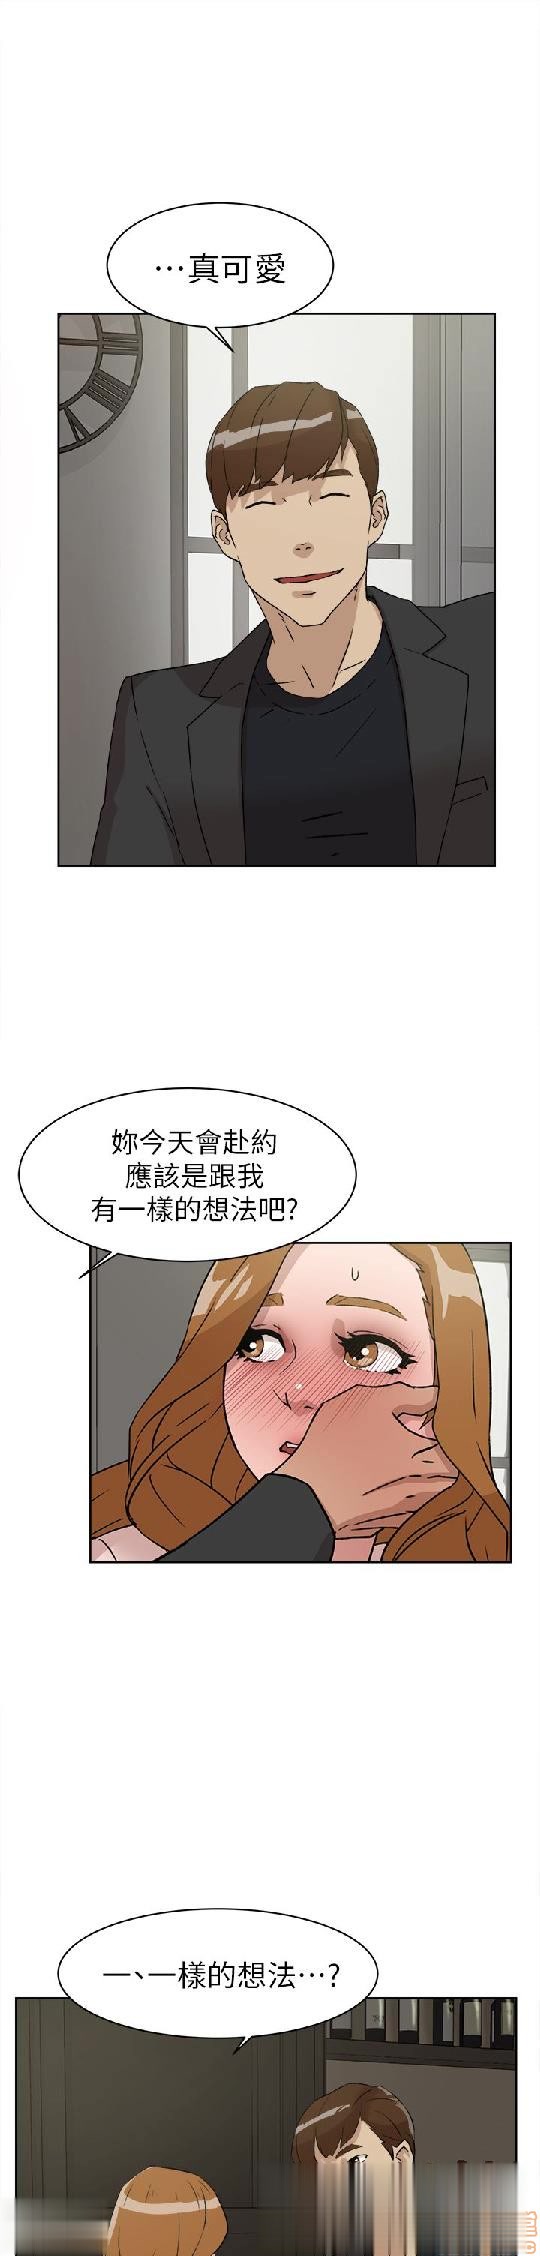 …真可愛
妳今天會赴約
應該是跟我
有一樣的想法吧?
一、一樣的想法…?